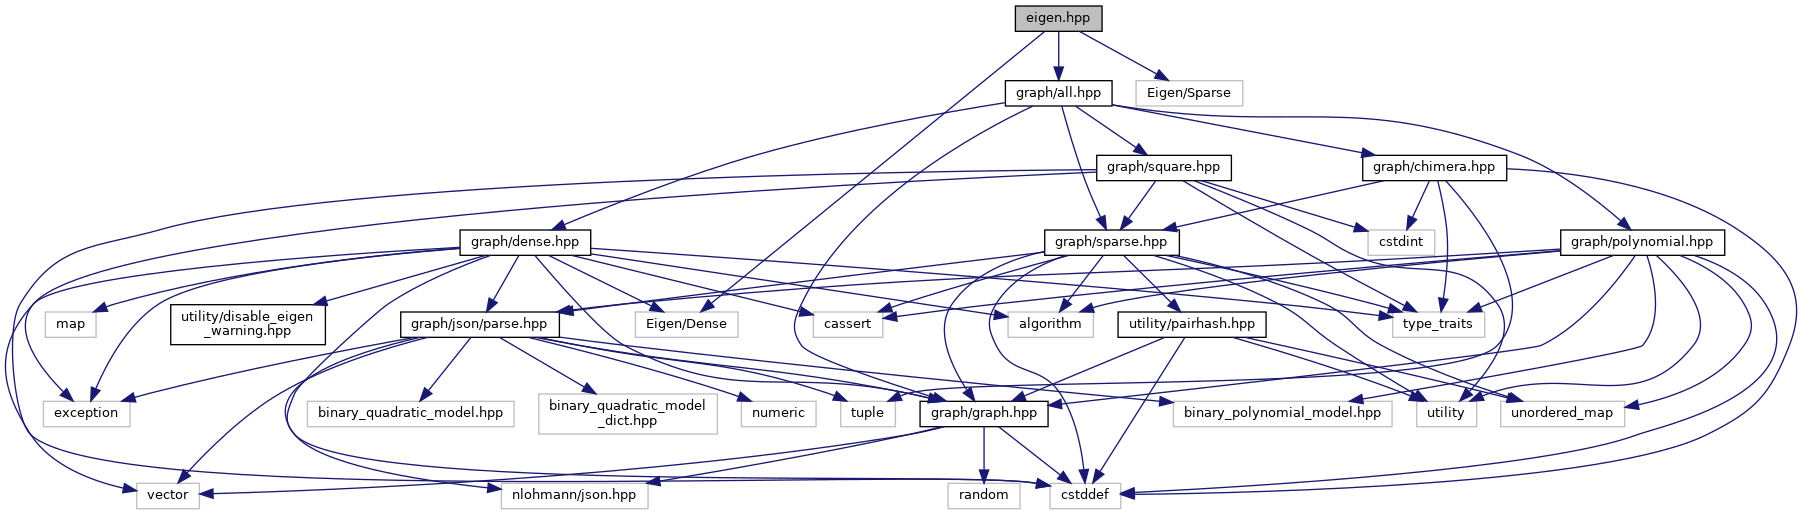 eigen.hpp
graph/all.hpp
Eigen/Sparse
graph/square.hpp
graph/chimera.hpp
graph/dense.hpp
graph/sparse.hpp
cstdint
graph/polynomial.hpp
map
utility/disable_eigen
_warning.hpp
graph/json/parse.hpp
Eigen/Dense
cassert
algorithm
utility/pairhash.hpp
type_traits
exception
binary_quadratic_model.hpp
binary_quadratic_model
_dict.hpp
numeric
tuple
graph/graph.hpp
binary_polynomial_model.hpp
utility
unordered_map
vector
nlohmann/json.hpp
random
cstddef